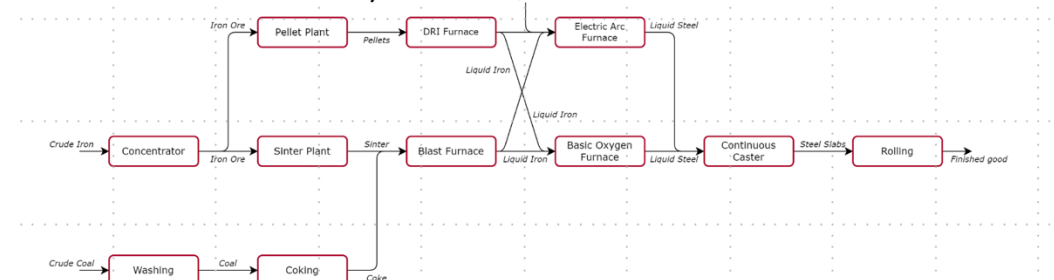 Iron Ore
Pellet Plant
Pellets
DRI Furnace
Electric Arc
Furnace
Liquid Steel
Liquid Iron
Liquid Iron
Crude Iron
Concentrator
Iron Ore
Sinter Plant
Sinter
Blast Furnace
Liquid Iron
Basic Oxygen
Furnace
Liquid Steel
Continuous
Caster
Steel Slabs
Rolling
Finished good
Crude Coal
Washing
Coal
Coking
Coke